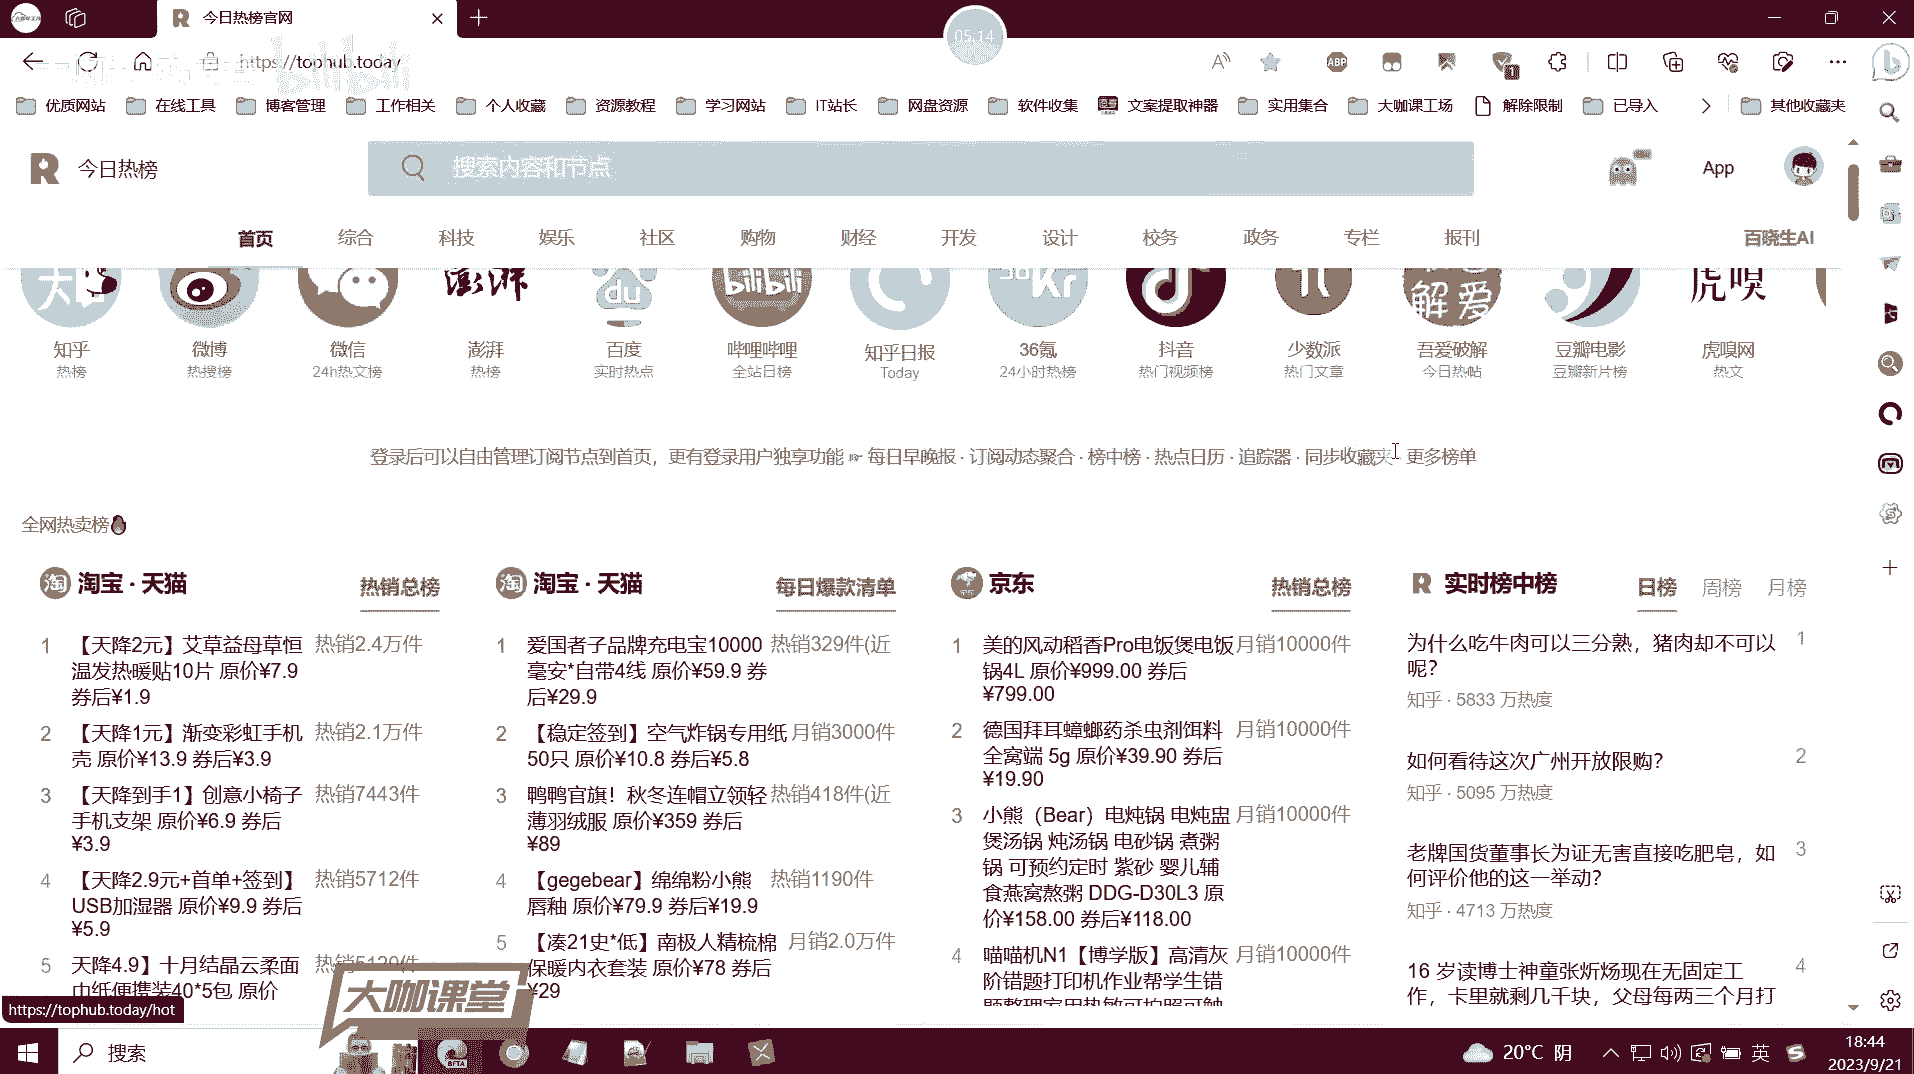 今日热榜官网
05:14
https://tophub.today
bilibili
ABP
1
优质网站
在线工具
博客管理
工作相关
个人收藏
资源教程
学习网站
IT站长
网盘资源
软件收集
文案提取神器
实用集合
大咖课工场
解除限制
已导入
其他收藏夹
今日热榜
搜索内容和节点
App
首页
综合
科技
娱乐
社区
购物
财经
开发
设计
校务
政务
专栏
报刊
百晓生AI
澎湃
du
bilibili
36Kr
虎嗅
知乎
微博
微信
澎湃
百度
哔哩哔哩
知乎日报
36氪
抖音
少数派
吾爱破解
豆瓣电影
虎嗅网
热榜
热搜榜
24h热文榜
热榜
实时热点
全站日榜
Today
24小时热榜
热门视频榜
热门文章
今日热帖
豆瓣新片榜
热文
登录后可以自由管理订阅节点到首页，更有登录用户独享功能 ☞ 每日早晚报 · 订阅动态聚合 · 榜中榜 · 热点日历 · 追踪器 · 同步收藏夹 · 更多榜单
全网热卖榜
淘 淘宝 · 天猫 热销总榜
1 【天降2元】艾草益母草恒 热销2.4万件
温发热暖贴10片 原价¥7.9
券后¥1.9
2 【天降1元】渐变彩虹手机 热销2.1万件
壳 原价¥13.9 券后¥3.9
3 【天降到手1】创意小椅子 热销7443件
手机支架 原价¥6.9 券后
¥3.9
4 【天降2.9元+首单+签到】 热销5712件
USB加湿器 原价¥9.9 券后
¥5.9
5 天降4.9】十月结晶云柔面 热销5120件
巾纸便携装40*5包 原价
淘 淘宝 · 天猫 每日爆款清单
1 爱国者子品牌充电宝10000 热销329件(近
毫安*自带4线 原价¥59.9 券
后¥29.9
2 【稳定签到】空气炸锅专用纸 月销3000件
50只 原价¥10.8 券后¥5.8
3 鸭鸭官旗！秋冬连帽立领轻 热销418件(近
薄羽绒服 原价¥359 券后
¥89
4 【gegebear】绵绵粉小熊 热销1190件
唇釉 原价¥79.9 券后¥19.9
5 【凑21史*低】南极人精梳棉 月销2.0万件
保暖内衣套装 原价¥78 券后
¥29
京东 热销总榜
1 美的风动稻香Pro电饭煲电饭 月销10000件
锅4L 原价¥999.00 券后
¥799.00
2 德国拜耳蟑螂药杀虫剂饵料 月销10000件
全窝端 5g 原价¥39.90 券后
¥19.90
3 小熊（Bear）电炖锅 电炖盅 月销10000件
煲汤锅 炖汤锅 电砂锅 煮粥
锅 可预约定时 紫砂 婴儿辅
食燕窝熬粥 DDG-D30L3 原
价¥158.00 券后¥118.00
4 喵喵机N1【博学版】高清灰 月销10000件
阶错题打印机作业帮学生错
题整理家用热敏可拍照可触
实时榜中榜 日榜 周榜 月榜
为什么吃牛肉可以三分熟，猪肉却不可以 1
呢？
知乎 · 5833 万热度
如何看待这次广州开放限购？ 2
知乎 · 5095 万热度
老牌国货董事长为证无害直接吃肥皂，如 3
何评价他的这一举动？
知乎 · 4713 万热度
16 岁读博士神童张炘炀现在无固定工 4
作，卡里就剩几千块，父母每两三个月打
https://tophub.today/hot
大咖课堂
搜索
BETA
20°C 阴
英
18:44
2023/9/21